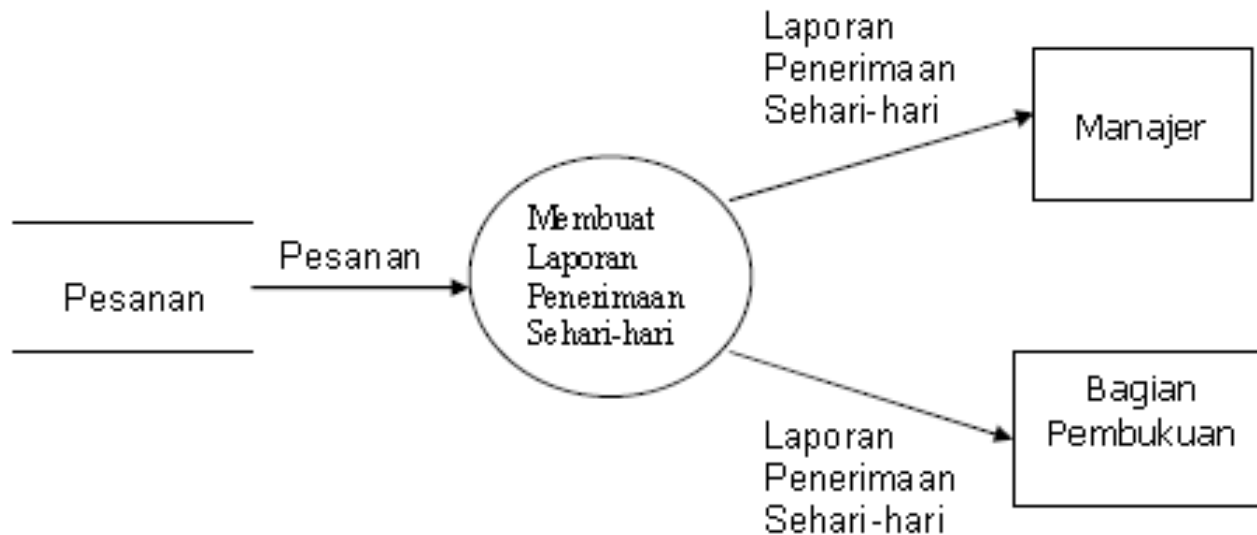 Laporan
Penerimaan
Sehari-hari
Manajer
Membuat
Laporan
Penerimaan
Sehari-hari
Pesanan
Pesanan
Bagian
Pembukuan
Laporan
Penerimaan
Sehari-hari